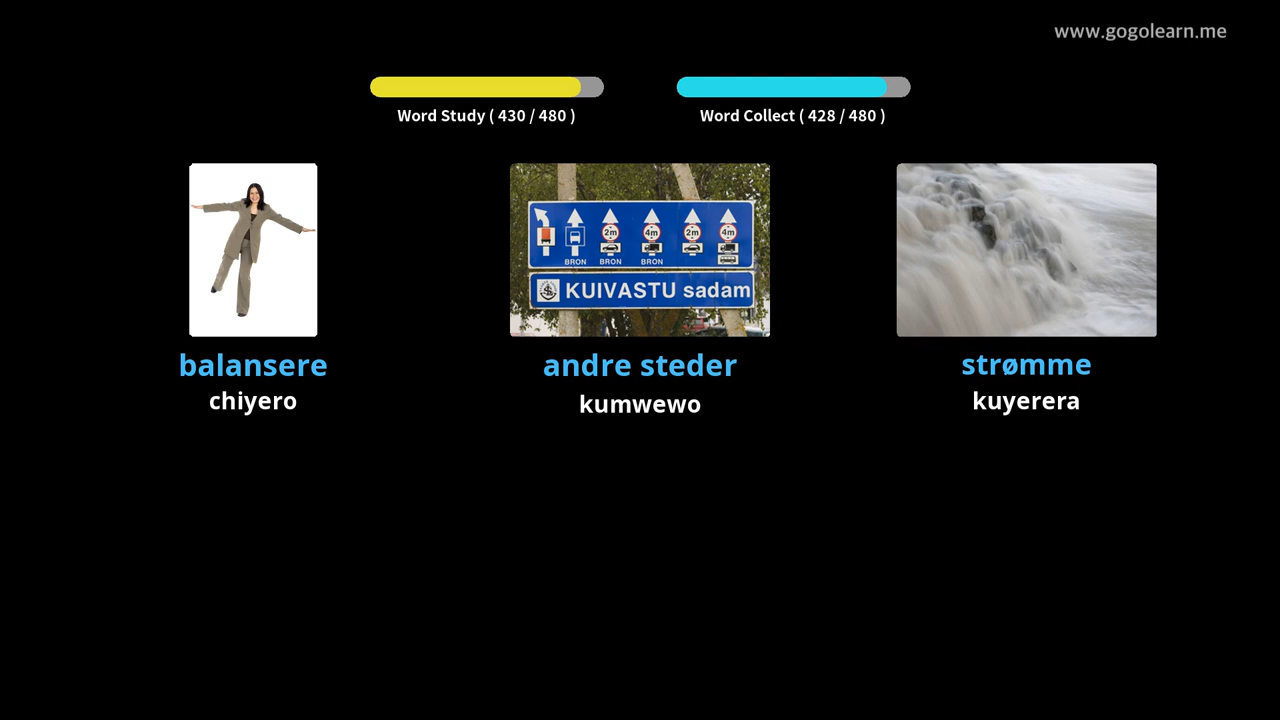 www.gogolearn.me
Word Study ( 430 / 480 )
Word Collect ( 428 / 480 )
2m 4m 2m 4m
BRON BRON BRON
KUIVASTU sadam
balansere
chiyero
andre steder
kumwewo
strømme
kuyerera